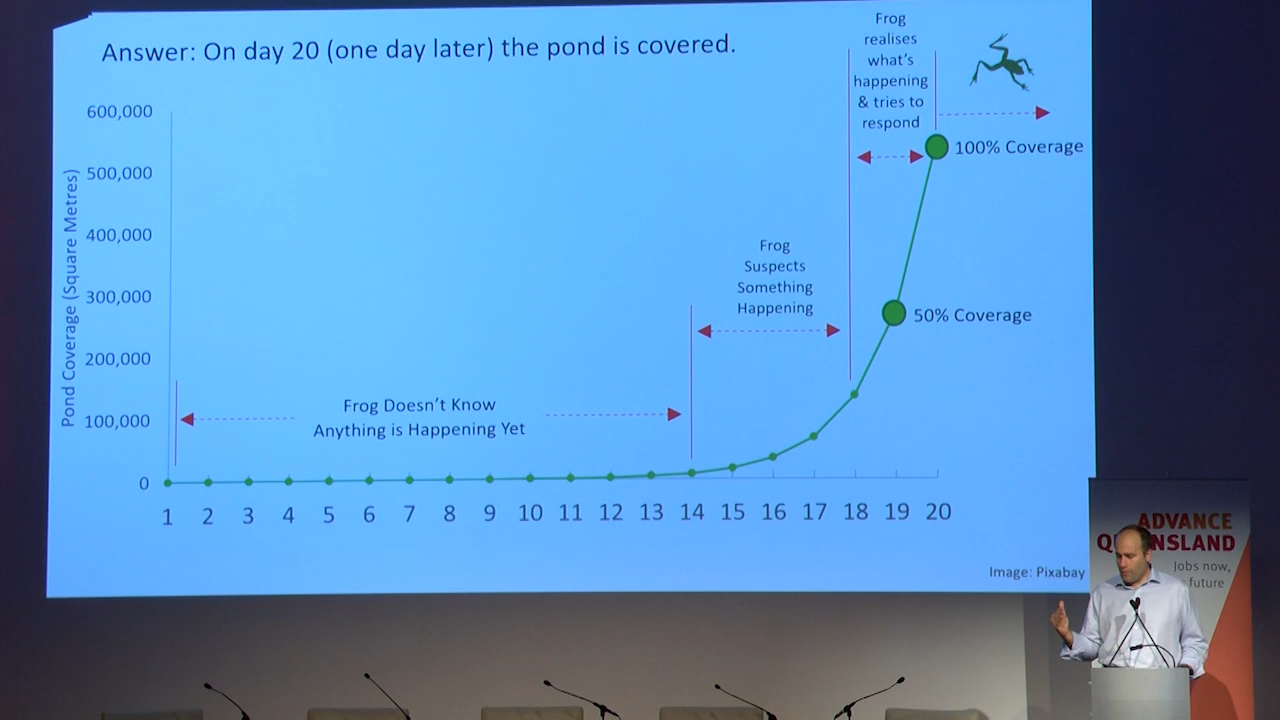 Answer: On day 20 (one day later) the pond is covered.
Frog
realises
what's
happening
& tries to
respond
600,000
500,000
400,000
300,000
200,000
100,000
0
Pond Coverage (Square Metres)
100% Coverage
Frog
Suspects
Something
Happening
50% Coverage
Frog Doesn't Know
Anything is Happening Yet
1 2 3 4 5 6 7 8 9 10 11 12 13 14 15 16 17 18 19 20
Image: Pixabay
ADVANCE
Q NSLAND
Jobs now,
future